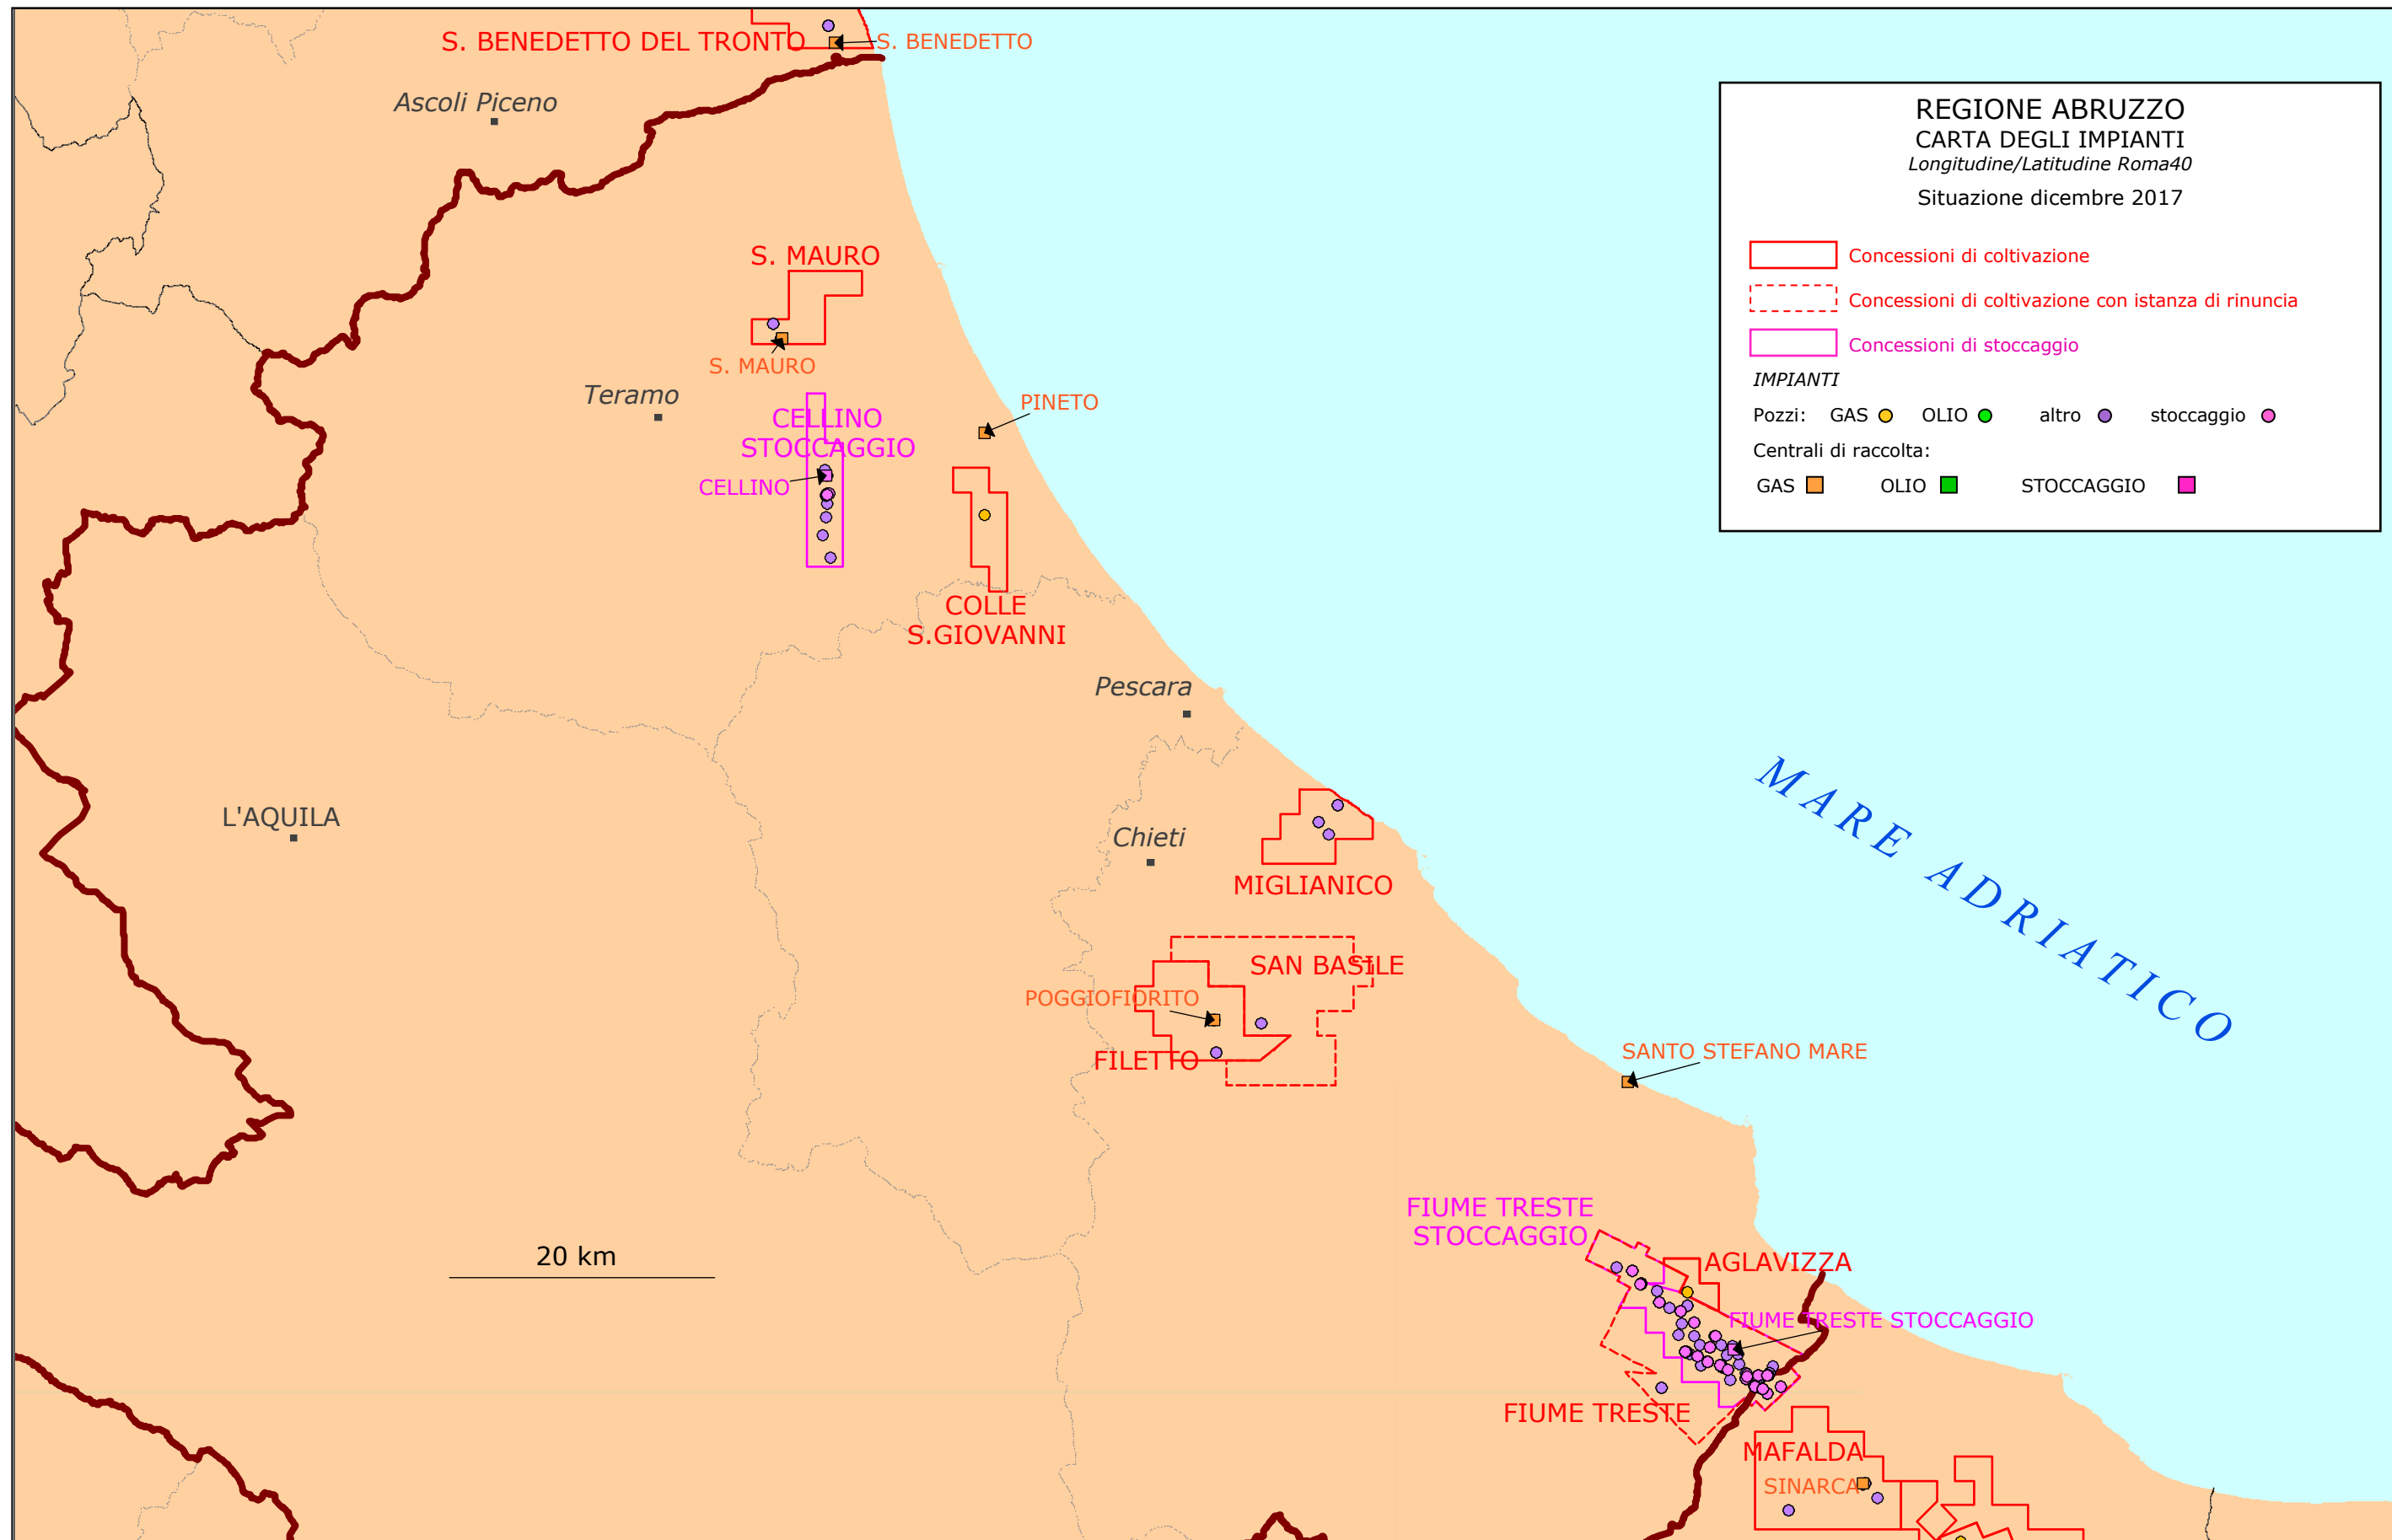 S. BENEDETTO DEL TRONTO
S. BENEDETTO
Ascoli Piceno
REGIONE ABRUZZO
CARTA DEGLI IMPIANTI
Longitudine/Latitudine Roma40
Situazione dicembre 2017
Concessioni di coltivazione
Concessioni di coltivazione con istanza di rinuncia
Concessioni di stoccaggio
IMPIANTI
Pozzi: GAS OLIO altro stoccaggio
Centrali di raccolta:
GAS OLIO STOCCAGGIO
S. MAURO
S. MAURO
Teramo
PINETO
CELLINO
STOCCAGGIO
CELLINO
COLLE
S.GIOVANNI
Pescara
MARE ADRIATICO
L'AQUILA
Chieti
MIGLIANICO
SAN BASILE
POGGIOFIORITO
FILETTO
SANTO STEFANO MARE
FIUME TRESTE
STOCCAGGIO
20 km
AGLAVIZZA
FIUME TRESTE STOCCAGGIO
FIUME TRESTE
MAFALDA
SINARCA